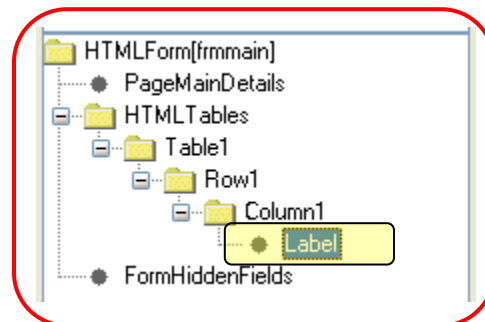 HTMLForm[frmmain]
PageMainDetails
HTMLTables
Table1
Row1
Column1
Label
FormHiddenFields